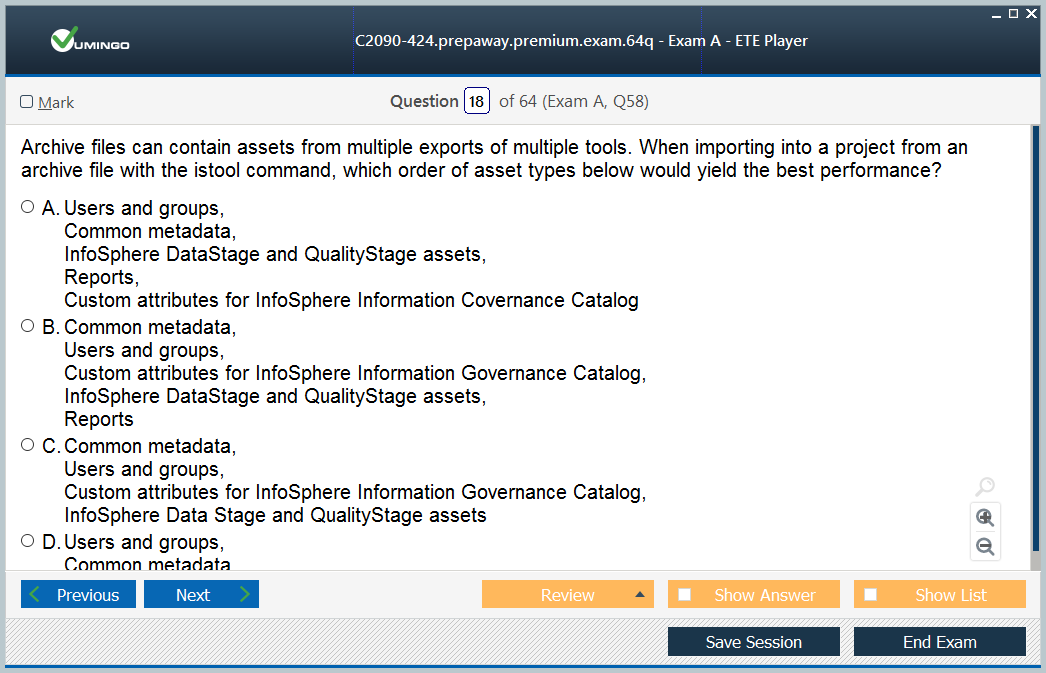 VUMINGO
C2090-424.prepaway.premium.exam.64q - Exam A - ETE Player
Mark
Question 18 of 64 (Exam A, Q58)
Archive files can contain assets from multiple exports of multiple tools. When importing into a project from an
archive file with the istool command, which order of asset types below would yield the best performance?
A. Users and groups,
Common metadata,
InfoSphere DataStage and QualityStage assets,
Reports,
Custom attributes for InfoSphere Information Covernance Catalog
B. Common metadata,
Users and groups,
Custom attributes for InfoSphere Information Governance Catalog,
InfoSphere DataStage and QualityStage assets,
Reports
C. Common metadata,
Users and groups,
Custom attributes for InfoSphere Information Governance Catalog,
InfoSphere Data Stage and QualityStage assets
D. Users and groups,
Common metadata
Previous
Next
Review
Show Answer
Show List
Save Session
End Exam